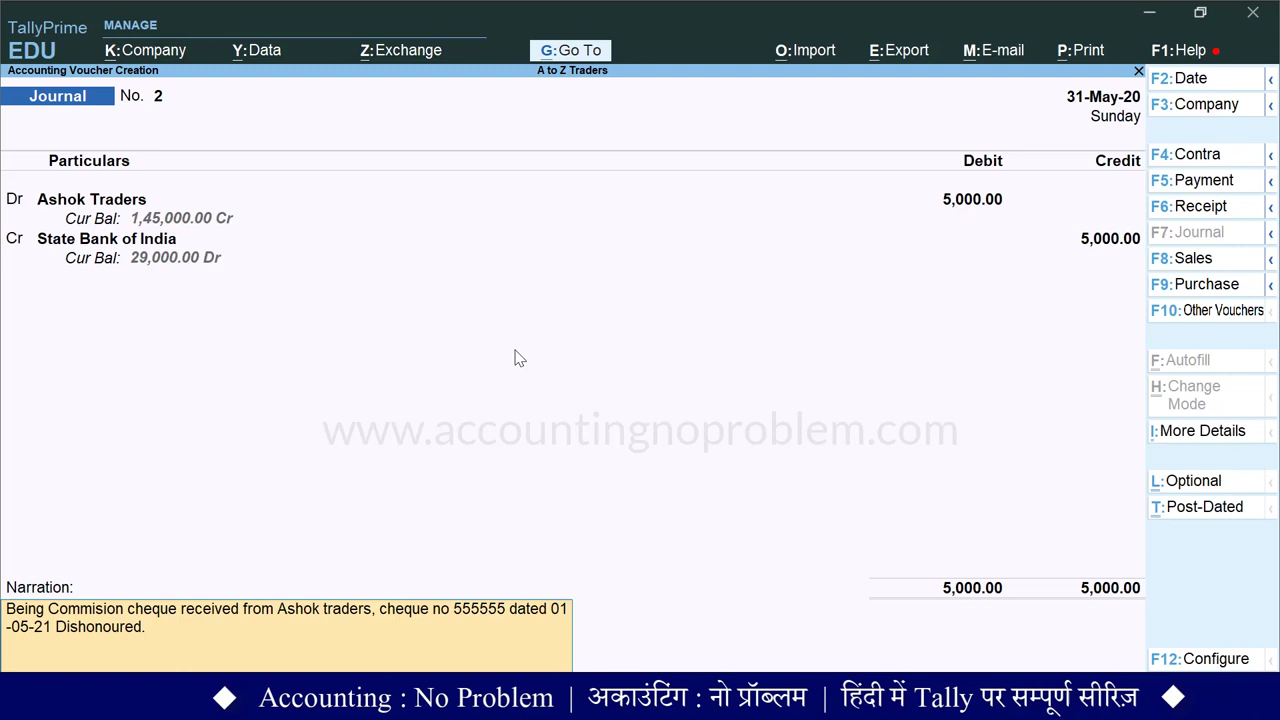 TallyPrime
EDU
MANAGE
K:Company Y:Data Z:Exchange G:Go To O:Import E:Export M:E-mail P:Print F1:Help
Accounting Voucher Creation A to Z Traders
Journal No. 2 31-May-20
Sunday
Particulars Debit Credit
Dr Ashok Traders 5,000.00
Cur Bal: 1,45,000.00 Cr
Cr State Bank of India 5,000.00
Cur Bal: 29,000.00 Dr
www.accountingnoproblem.com
Narration: 5,000.00 5,000.00
Being Commision cheque received from Ashok traders, cheque no 555555 dated 01
-05-21 Dishonoured.
F2:Date
F3:Company
F4:Contra
F5:Payment
F6:Receipt
F7:Journal
F8:Sales
F9:Purchase
F10:Other Vouchers
F:Autofill
H:Change
Mode
I:More Details
L:Optional
T:Post-Dated
F12:Configure
Accounting : No Problem | अकाउंटिंग : नो प्रॉब्लम | हिंदी में Tally पर सम्पूर्ण सीरिज़